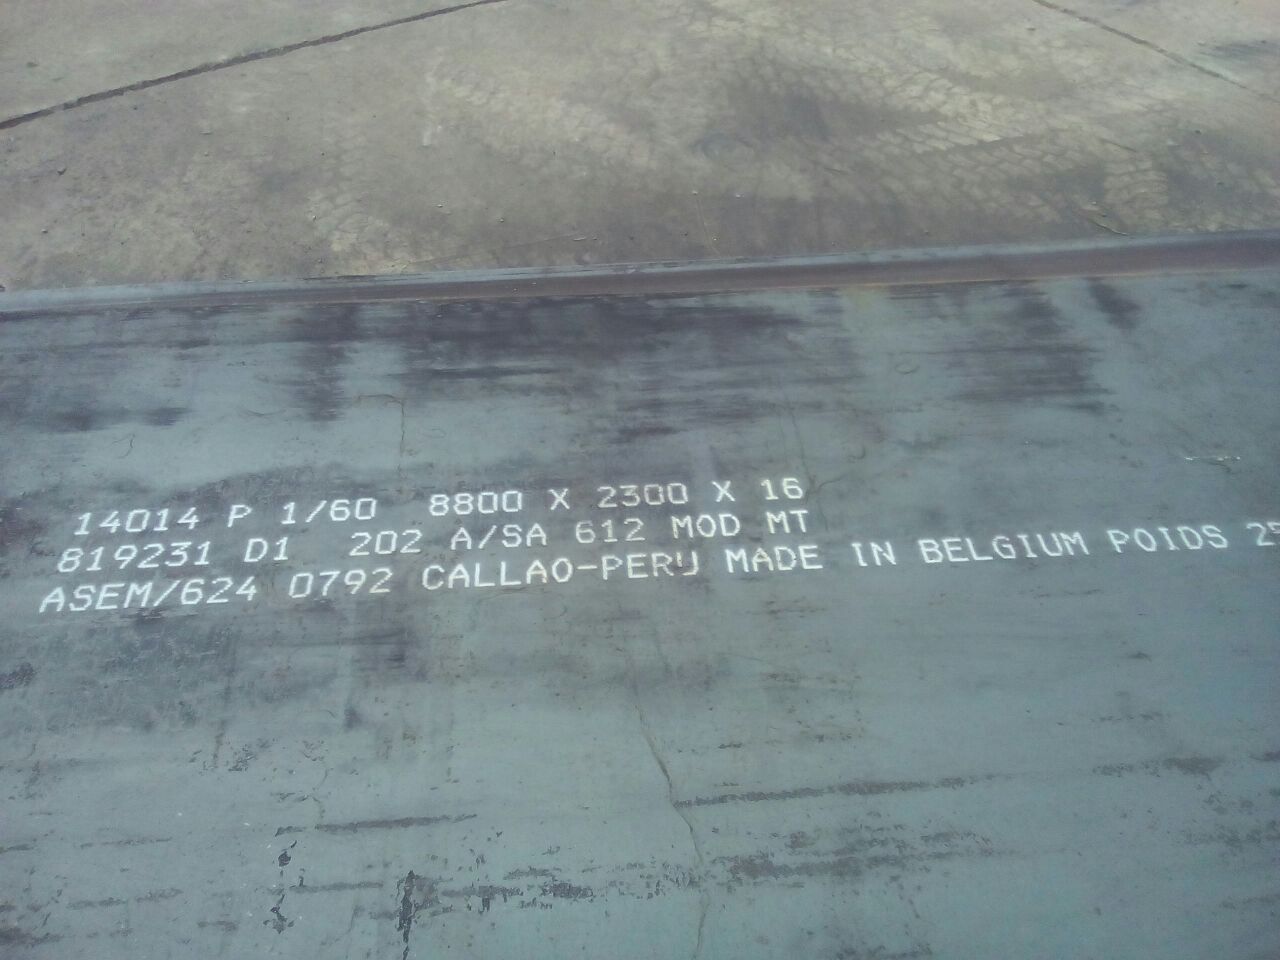 14014 P 1/60 8800 X 2300 X 16
819231 D1 202 A/SA 612 MOD MT
ASEM/624 0792 CALLAO-PERU MADE IN BELGIUM POIDS